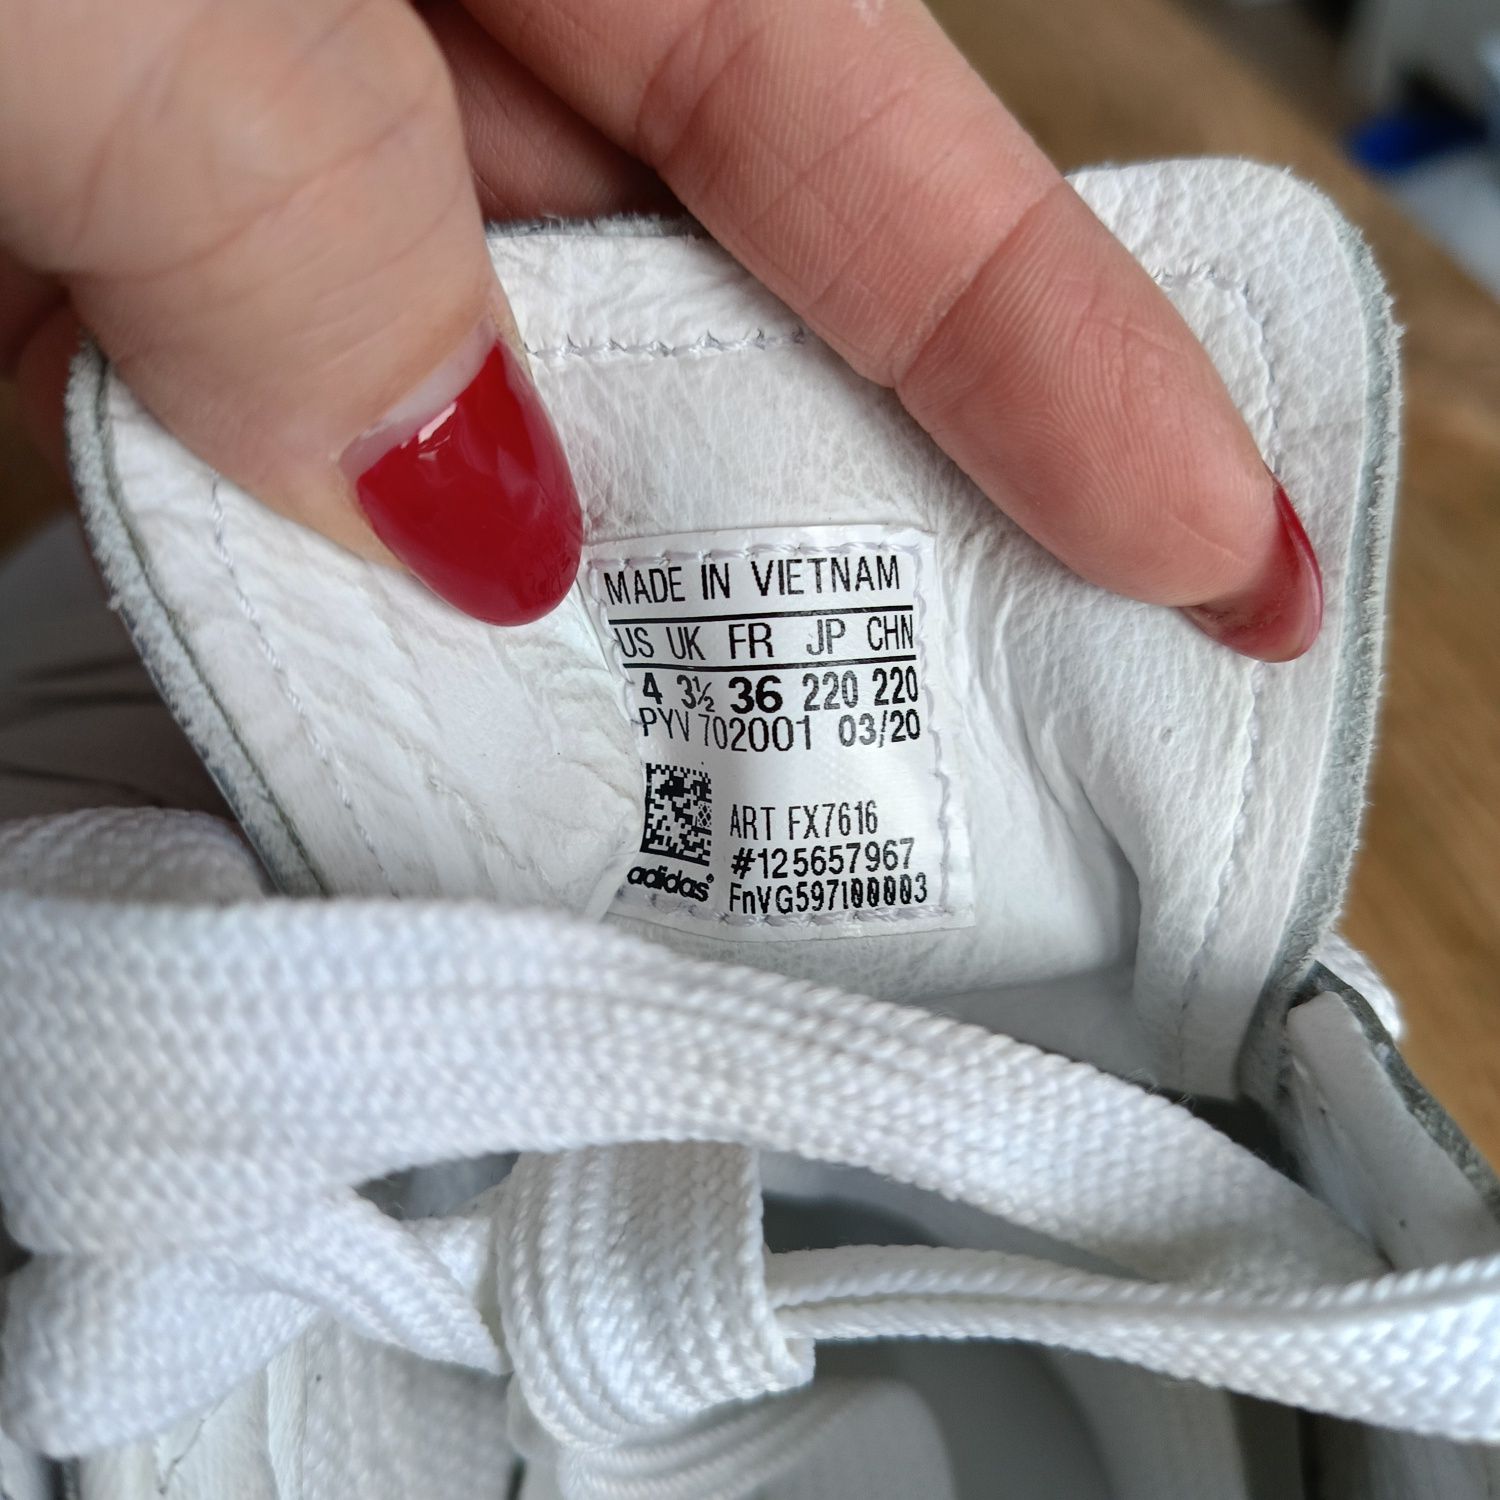 MADE IN VIETNAM
US UK FR JP CHN
4 3½ 36 220 220
PYV 702001 03/20
ART FX7616
#125657967
adidas® FnVG597100003